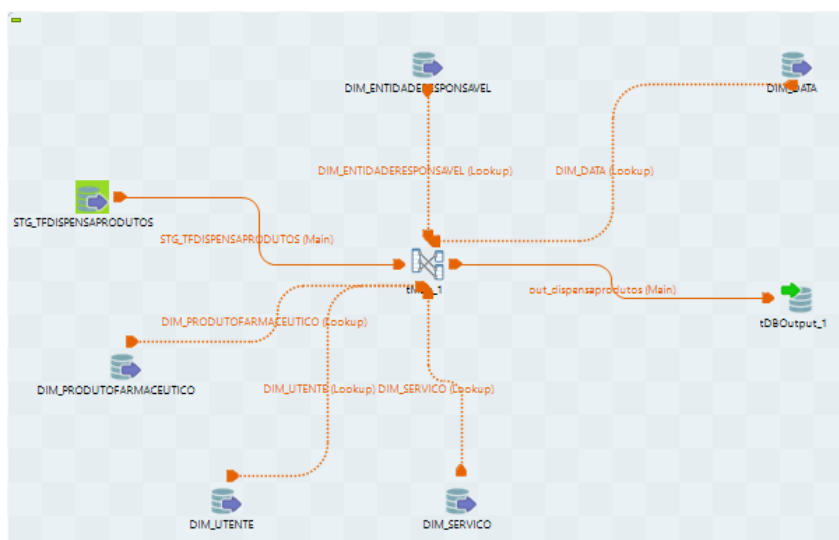 DIM_ENTIDADERESPONSAVEL
DIM_DATA
DIM_ENTIDADERESPONSAVEL (Lookup)
DIM_DATA (Lookup)
STG_TFDISPENSAPRODUTOS
STG_TFDISPENSAPRODUTOS (Main)
tMap_1
out_dispensaprodutos (Main)
tDBOutput_1
DIM_PRODUTOFARMACEUTICO (Lookup)
DIM_PRODUTOFARMACEUTICO
DIM_UTENTE (Lookup)
DIM_SERVICO (Lookup)
DIM_UTENTE
DIM_SERVICO